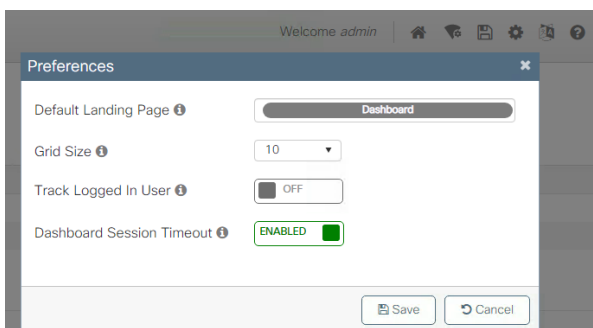 Welcome admin
Preferences
Default Landing Page
Dashboard
Grid Size
10
Track Logged In User
OFF
Dashboard Session Timeout
ENABLED
Save
Cancel